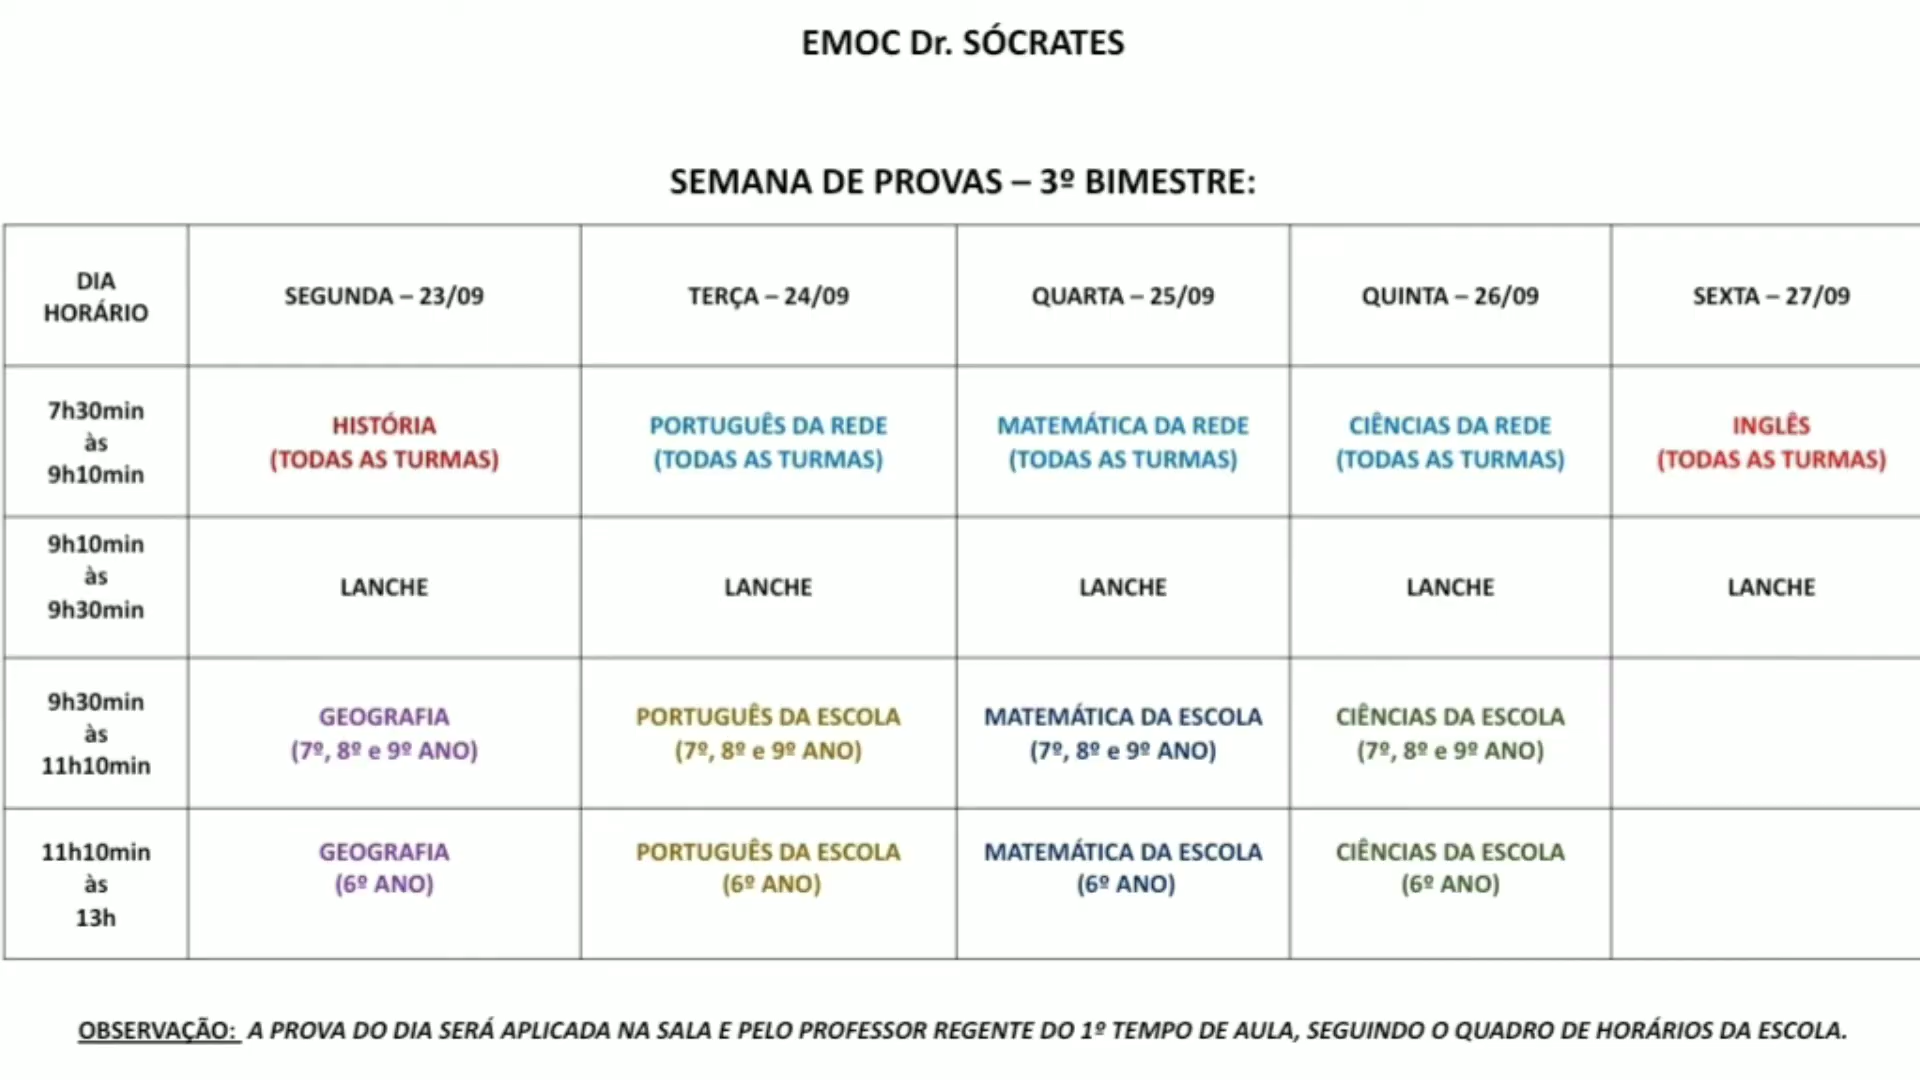 EMOC Dr. SÓCRATES
SEMANA DE PROVAS – 3º BIMESTRE:
DIA
HORÁRIO
SEGUNDA – 23/09
TERÇA – 24/09
QUARTA – 25/09
QUINTA – 26/09
SEXTA – 27/09
7h30min
às
9h10min
HISTÓRIA
(TODAS AS TURMAS)
PORTUGUÊS DA REDE
(TODAS AS TURMAS)
MATEMÁTICA DA REDE
(TODAS AS TURMAS)
CIÊNCIAS DA REDE
(TODAS AS TURMAS)
INGLÊS
(TODAS AS TURMAS)
9h10min
às
9h30min
LANCHE
LANCHE
LANCHE
LANCHE
LANCHE
9h30min
às
11h10min
GEOGRAFIA
(7º, 8º e 9º ANO)
PORTUGUÊS DA ESCOLA
(7º, 8º e 9º ANO)
MATEMÁTICA DA ESCOLA
(7º, 8º e 9º ANO)
CIÊNCIAS DA ESCOLA
(7º, 8º e 9º ANO)
11h10min
às
13h
GEOGRAFIA
(6º ANO)
PORTUGUÊS DA ESCOLA
(6º ANO)
MATEMÁTICA DA ESCOLA
(6º ANO)
CIÊNCIAS DA ESCOLA
(6º ANO)
OBSERVAÇÃO: A PROVA DO DIA SERÁ APLICADA NA SALA E PELO PROFESSOR REGENTE DO 1º TEMPO DE AULA, SEGUINDO O QUADRO DE HORÁRIOS DA ESCOLA.